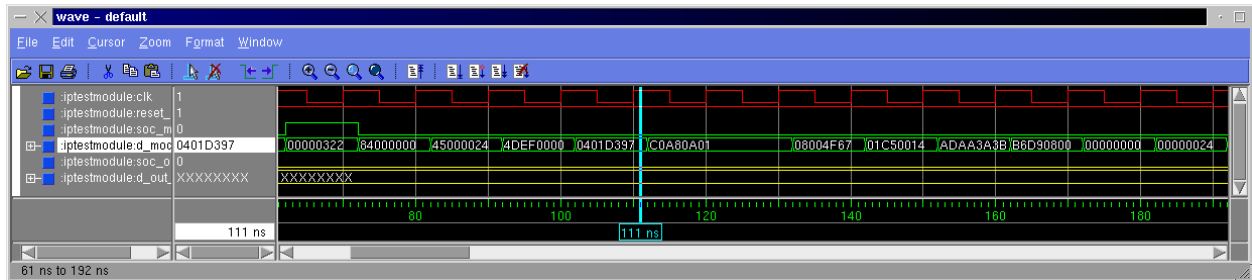 wave - default
File Edit Cursor Zoom Format Window
:iptestmodule:clk 1
:iptestmodule:reset_ 1
:iptestmodule:soc_m 0
:iptestmodule:d_moc 0401D397 00000322 84000000 45000024 4DEF0000 0401D397 C0A80A01 08004F67 01C50014 ADAA3A3B B6D90800 00000000 00000024
:iptestmodule:soc_o 0
:iptestmodule:d_out_ XXXXXXXX XXXXXXXX
80 100 120 140 160 180
111 ns 111 ns
61 ns to 192 ns